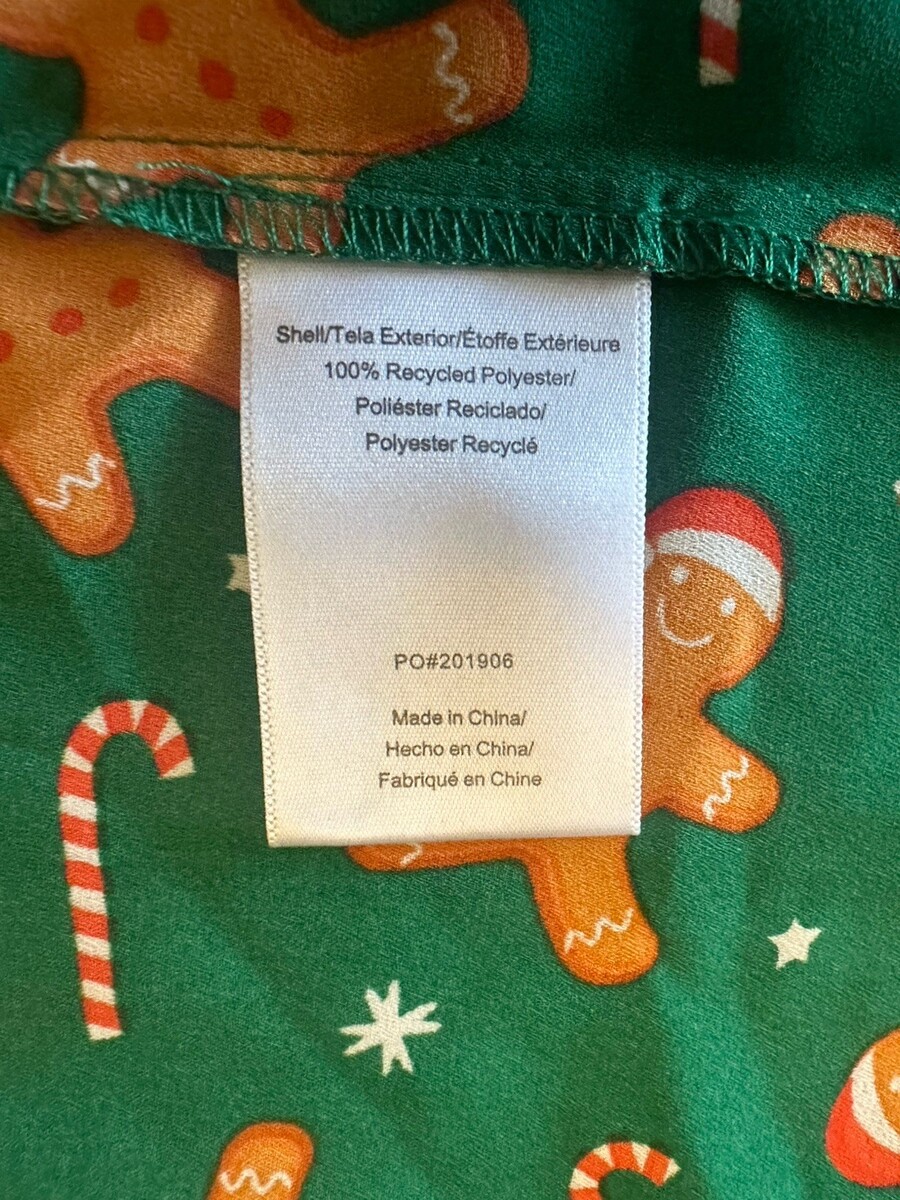 Shell/Tela Exterior/Étoffe Extérieure
100% Recycled Polyester/
Poliéster Reciclado/
Polyester Recyclé
PO#201906
Made in China/
Hecho en China/
Fabriqué en Chine